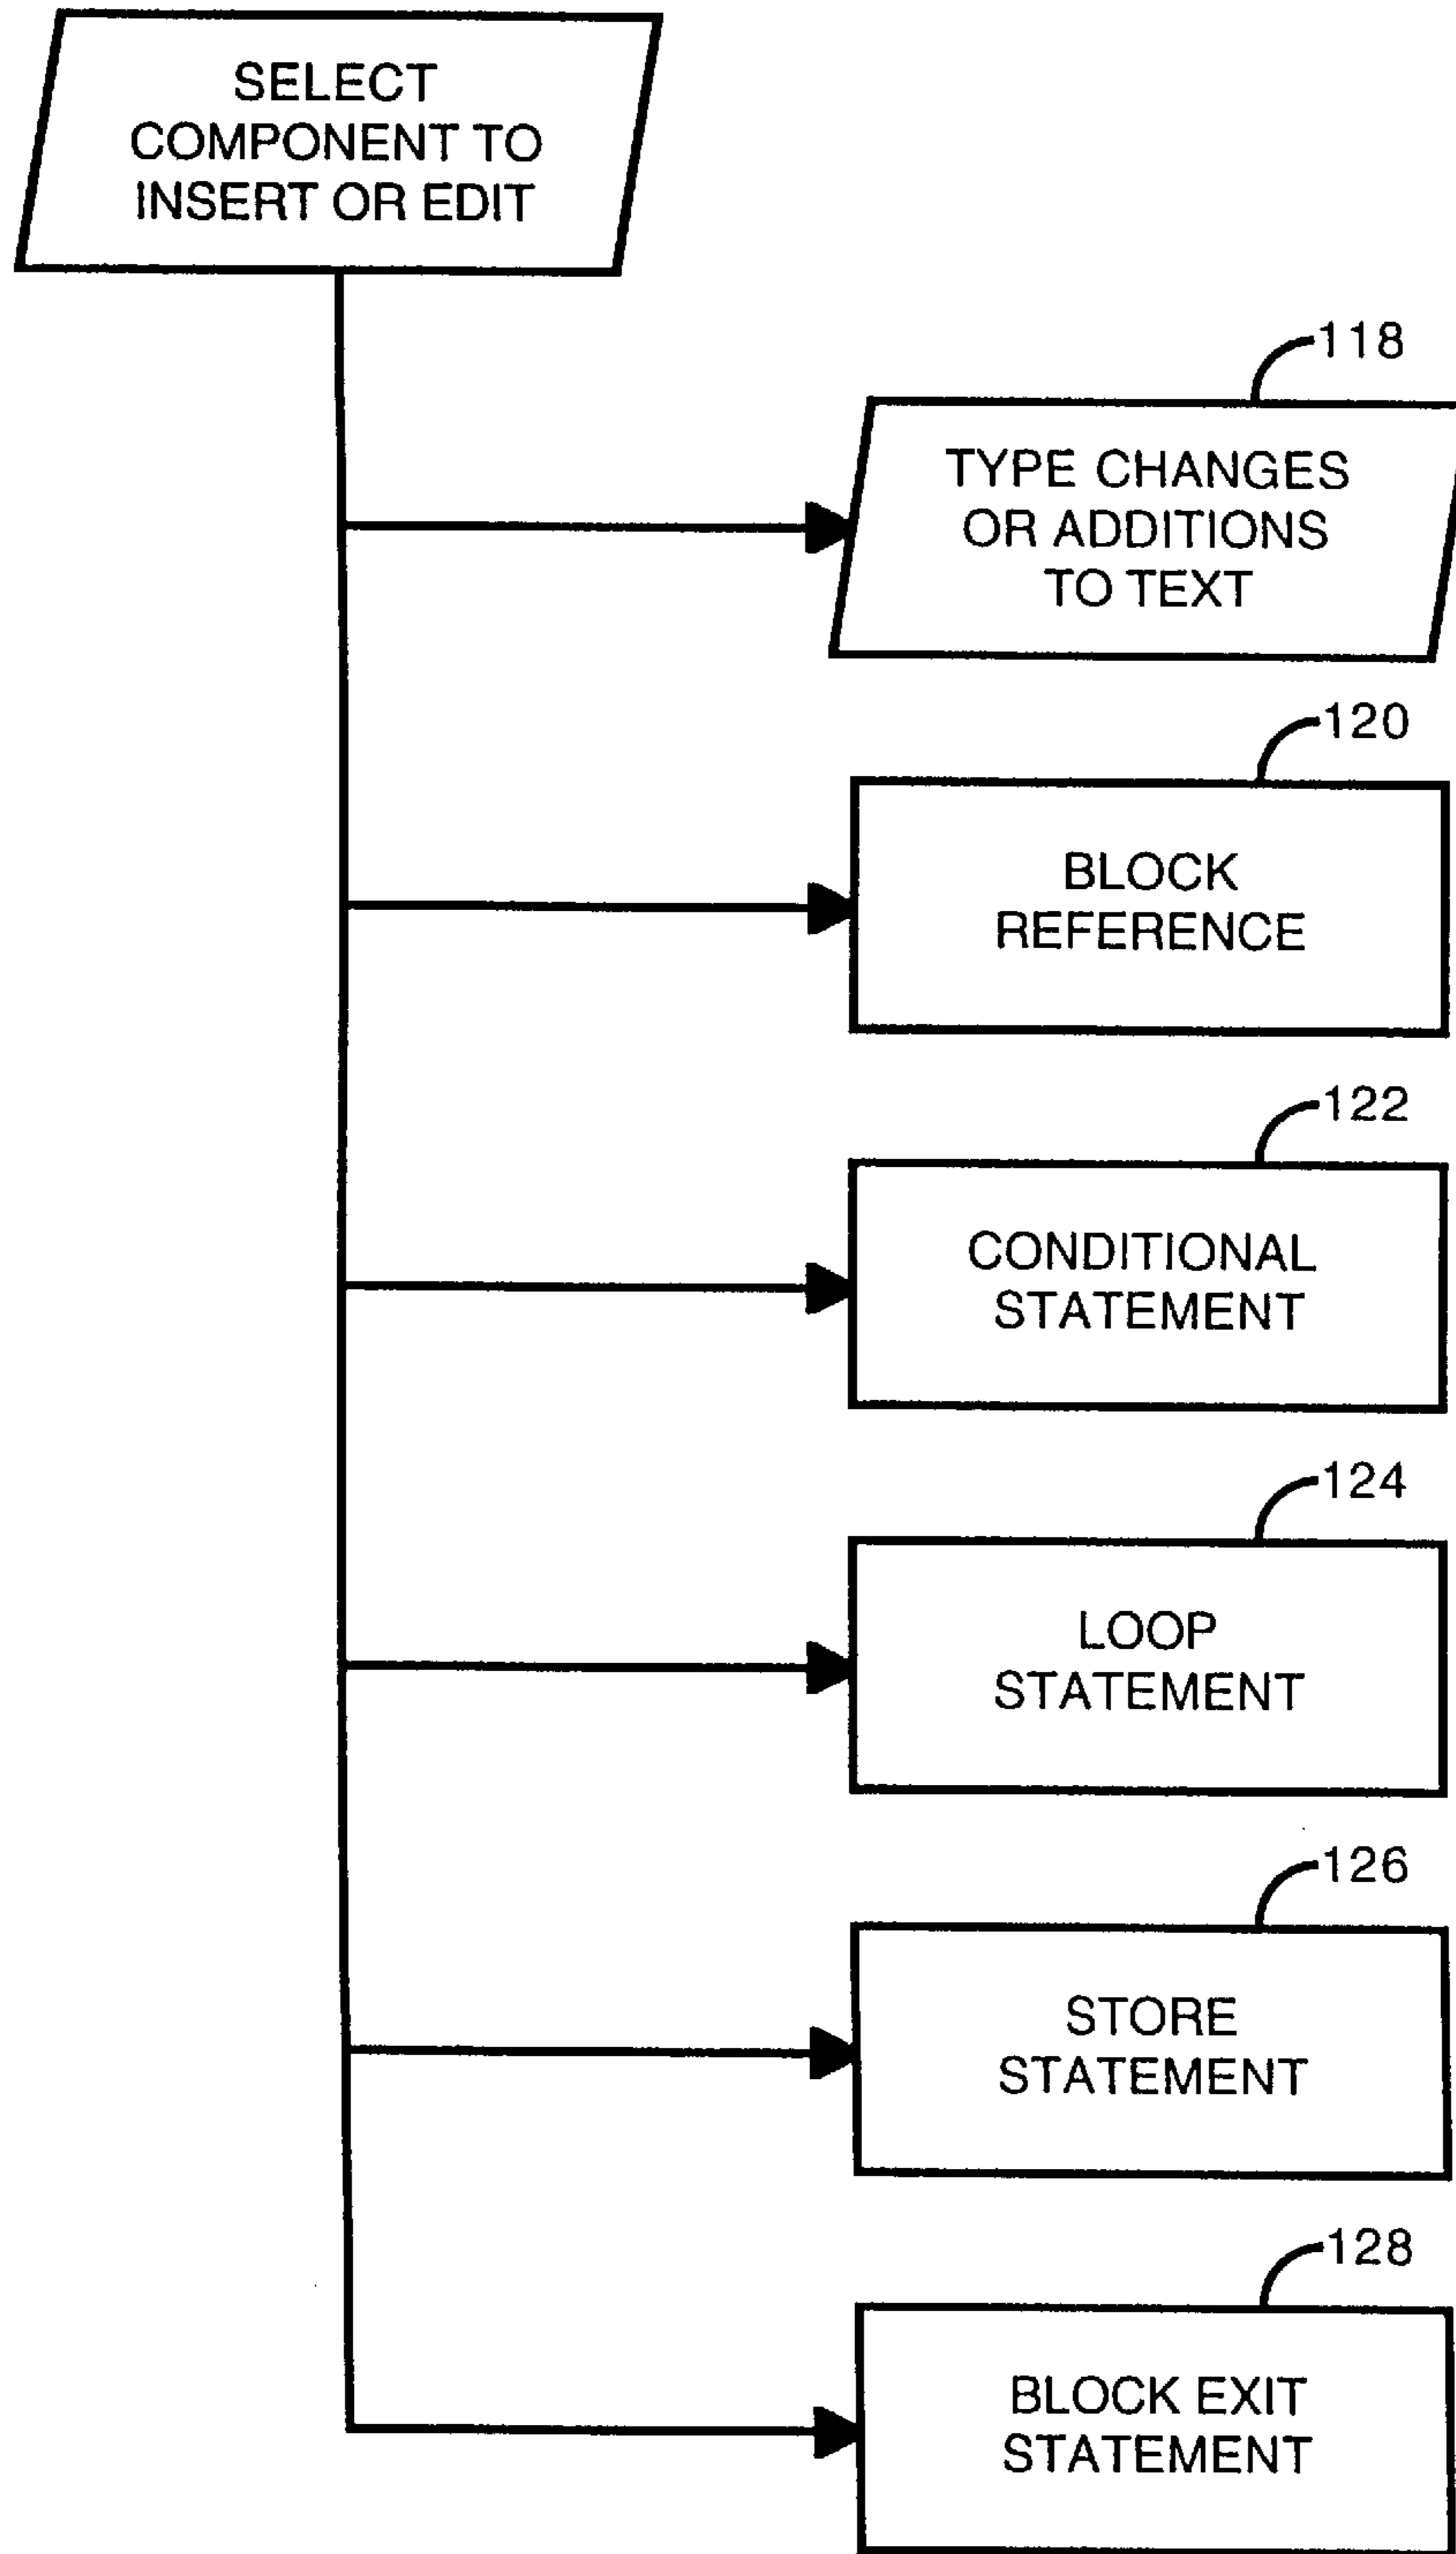 SELECT
COMPONENT TO
INSERT OR EDIT
118
TYPE CHANGES
OR ADDITIONS
TO TEXT
120
BLOCK
REFERENCE
122
CONDITIONAL
STATEMENT
124
LOOP
STATEMENT
126
STORE
STATEMENT
128
BLOCK EXIT
STATEMENT